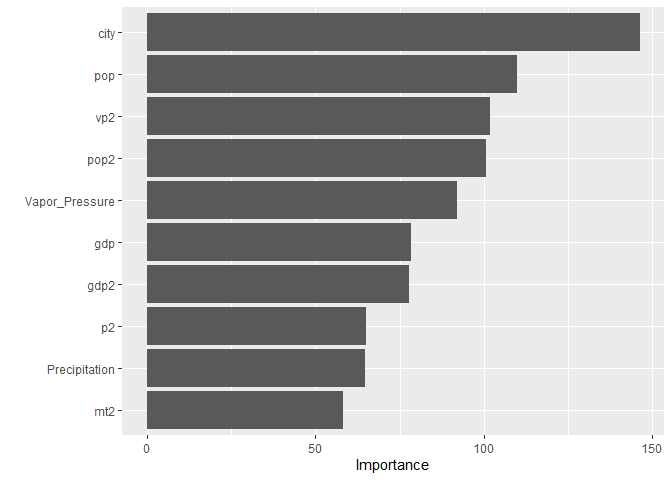 city
pop
vp2
pop2
Vapor_Pressure
gdp
gdp2
p2
Precipitation
mt2
0 50 100 150
Importance